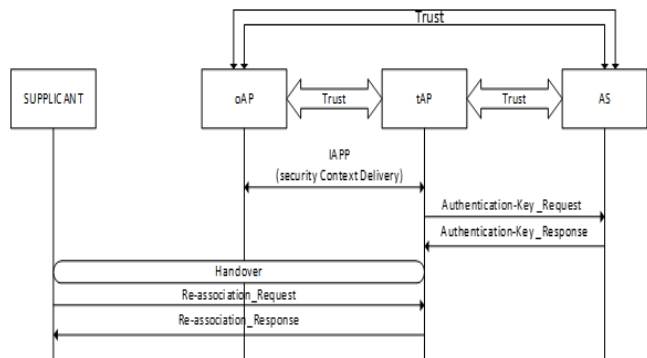 Trust
SUPPLICANT
oAP
Trust
tAP
Trust
AS
IAPP
(security Context Delivery)
Authentication-Key_Request
Authentication-Key_Response
Handover
Re-association_Request
Re-association_Response